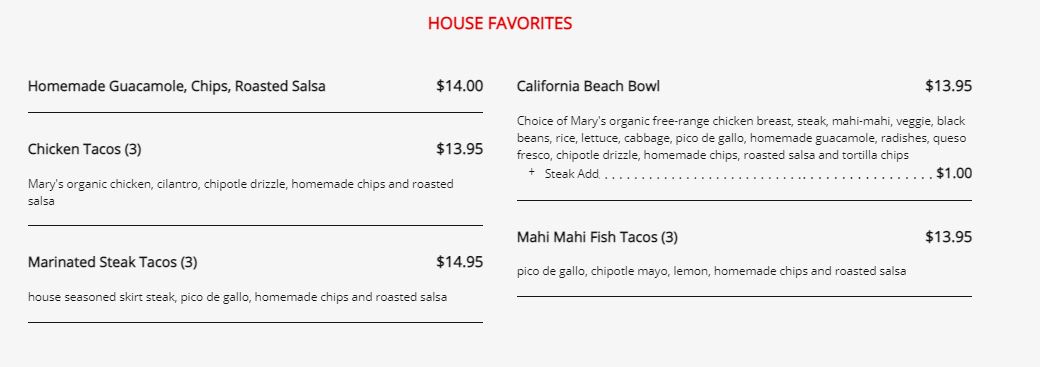 HOUSE FAVORITES
Homemade Guacamole, Chips, Roasted Salsa $14.00
Chicken Tacos (3) $13.95
Mary's organic chicken, cilantro, chipotle drizzle, homemade chips and roasted
salsa
Marinated Steak Tacos (3) $14.95
house seasoned skirt steak, pico de gallo, homemade chips and roasted salsa
California Beach Bowl $13.95
Choice of Mary's organic free-range chicken breast, steak, mahi-mahi, veggie, black
beans, rice, lettuce, cabbage, pico de gallo, homemade guacamole, radishes, queso
fresco, chipotle drizzle, homemade chips, roasted salsa and tortilla chips
+ Steak Add . . . . . . . . . . . . . . . . . . . . . . . . . . . . . . . . . . . . . . . . . . . $1.00
Mahi Mahi Fish Tacos (3) $13.95
pico de gallo, chipotle mayo, lemon, homemade chips and roasted salsa